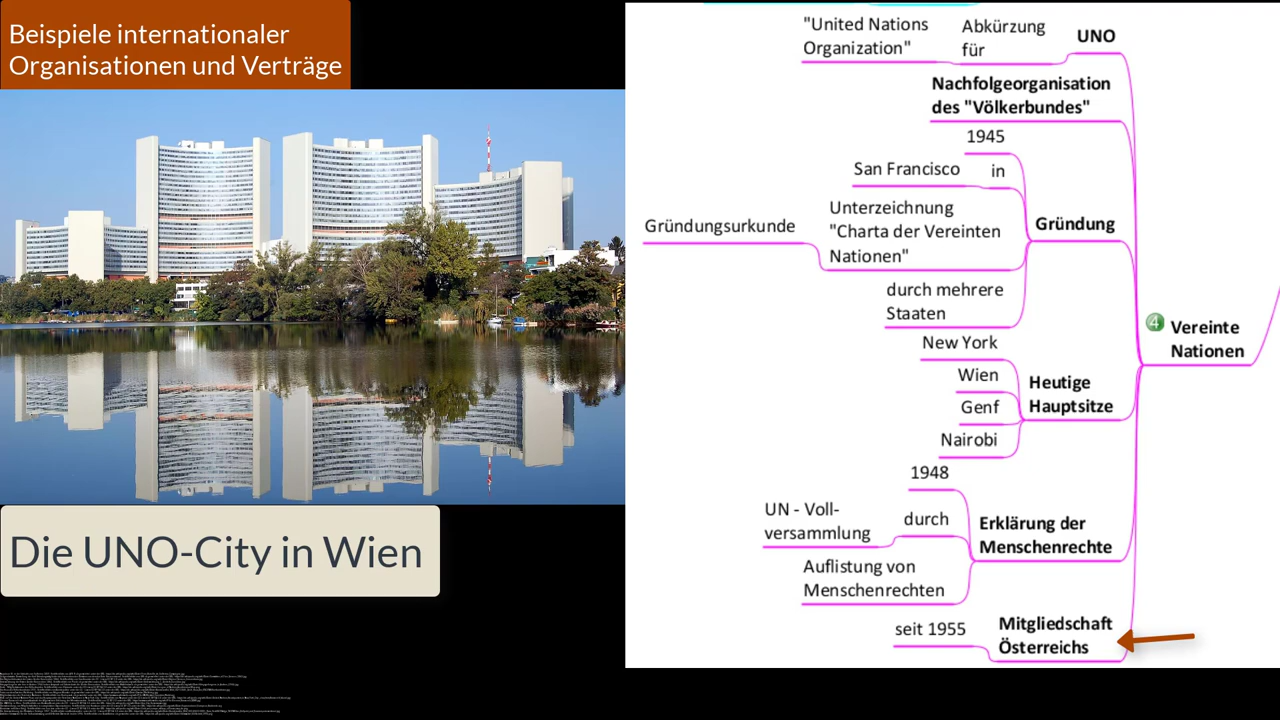 Beispiele internationaler
Organisationen und Verträge
Die UNO-City in Wien
"United Nations
Organization"
Abkürzung
für
UNO
Nachfolgeorganisation
des "Völkerbundes"
1945
San Francisco
in
Gründungsurkunde
Unterzeichnung
"Charta der Vereinten
Nationen"
durch mehrere
Staaten
Gründung
4
Vereinte
Nationen
New York
Wien
Genf
Nairobi
Heutige
Hauptsitze
1948
UN - Voll-
versammlung
durch
Auflistung von
Menschenrechten
Erklärung der
Menschenrechte
seit 1955
Mitgliedschaft
Österreichs